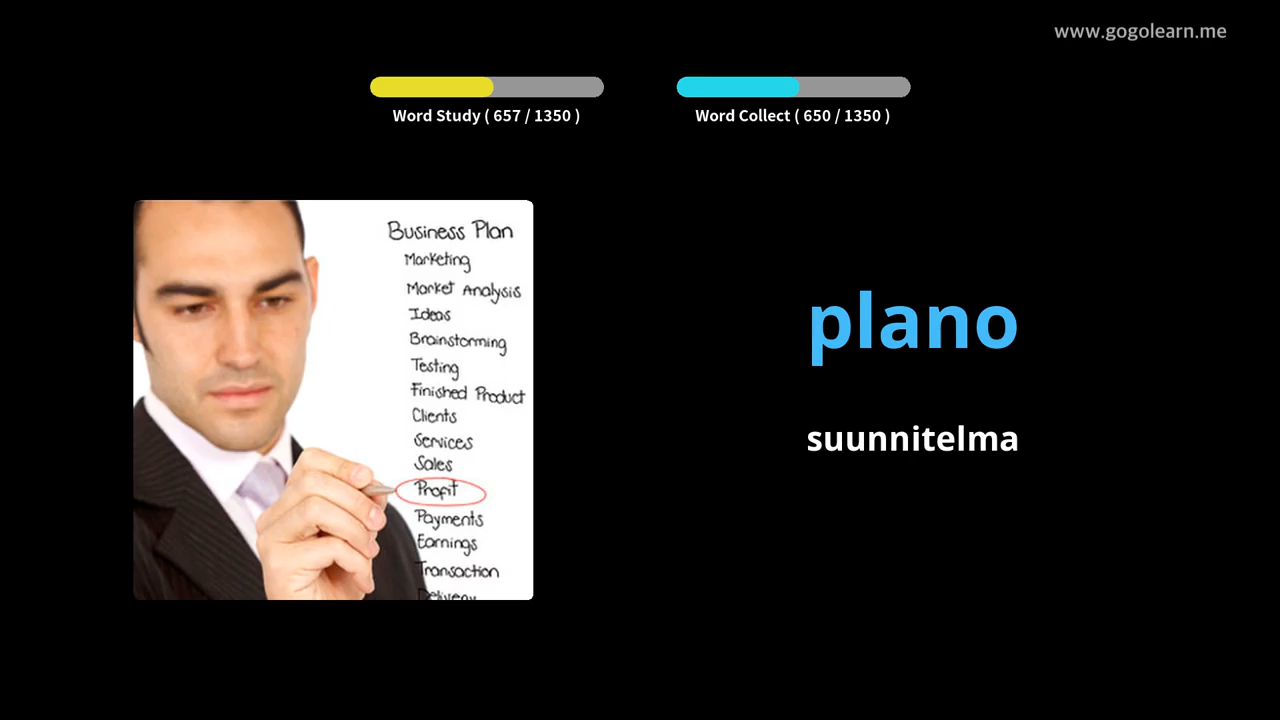 www.gogolearn.me
Word Study ( 657 / 1350 )
Word Collect ( 650 / 1350 )
Business Plan
Marketing
Market Analysis
Ideas
Brainstorming
Testing
Finished Product
Clients
Services
Sales
Profit
Payments
Earnings
Transaction
Delivery
plano
suunnitelma